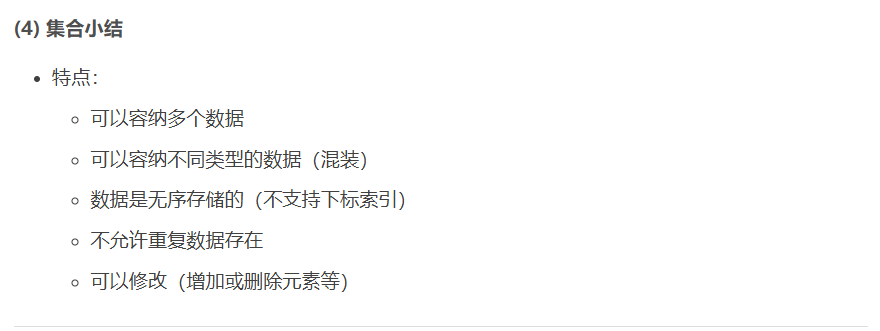 (4) 集合小结
特点：
可以容纳多个数据
可以容纳不同类型的数据（混装）
数据是无序存储的（不支持下标索引）
不允许重复数据存在
可以修改（增加或删除元素等）